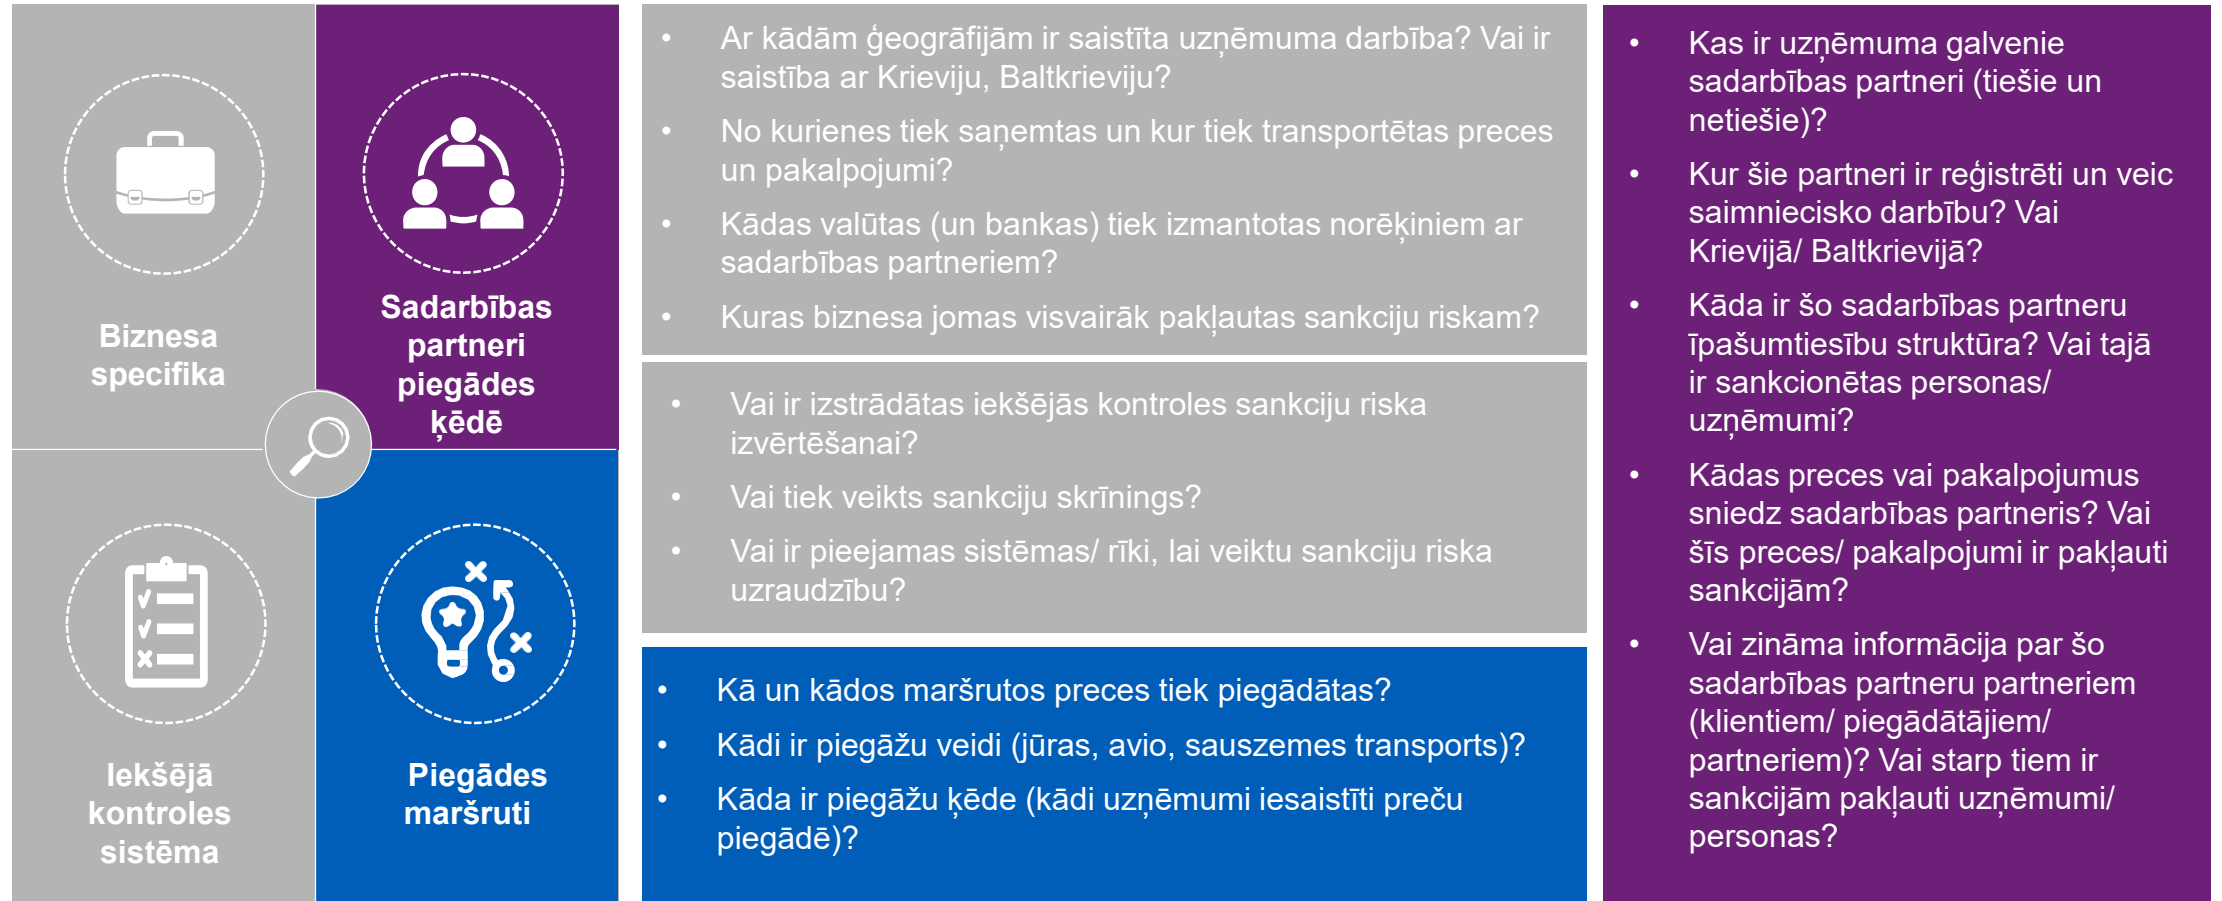 Biznesa
specifika
Sadarbības
partneri
piegādes
ķēdē
Iekšējā
kontroles
sistēma
Piegādes
maršruti
• Ar kādām ģeogrāfijām ir saistīta uzņēmuma darbība? Vai ir
saistība ar Krieviju, Baltkrieviju?
• No kurienes tiek saņemtas un kur tiek transportētas preces
un pakalpojumi?
• Kādas valūtas (un bankas) tiek izmantotas norēķiniem ar
sadarbības partneriem?
• Kuras biznesa jomas visvairāk pakļautas sankciju riskam?
• Vai ir izstrādātas iekšējās kontroles sankciju riska
izvērtēšanai?
• Vai tiek veikts sankciju skrīnings?
• Vai ir pieejamas sistēmas/ rīki, lai veiktu sankciju riska
uzraudzību?
• Kā un kādos maršrutos preces tiek piegādātas?
• Kādi ir piegāžu veidi (jūras, avio, sauszemes transports)?
• Kāda ir piegāžu ķēde (kādi uzņēmumi iesaistīti preču
piegādē)?
• Kas ir uzņēmuma galvenie
sadarbības partneri (tiešie un
netiešie)?
• Kur šie partneri ir reģistrēti un veic
saimniecisko darbību? Vai
Krievijā/ Baltkrievijā?
• Kāda ir šo sadarbības partneru
īpašumtiesību struktūra? Vai tajā
ir sankcionētas personas/
uzņēmumi?
• Kādas preces vai pakalpojumus
sniedz sadarbības partneris? Vai
šīs preces/ pakalpojumi ir pakļauti
sankcijām?
• Vai zināma informācija par šo
sadarbības partneru partneriem
(klientiem/ piegādātājiem/
partneriem)? Vai starp tiem ir
sankcijām pakļauti uzņēmumi/
personas?